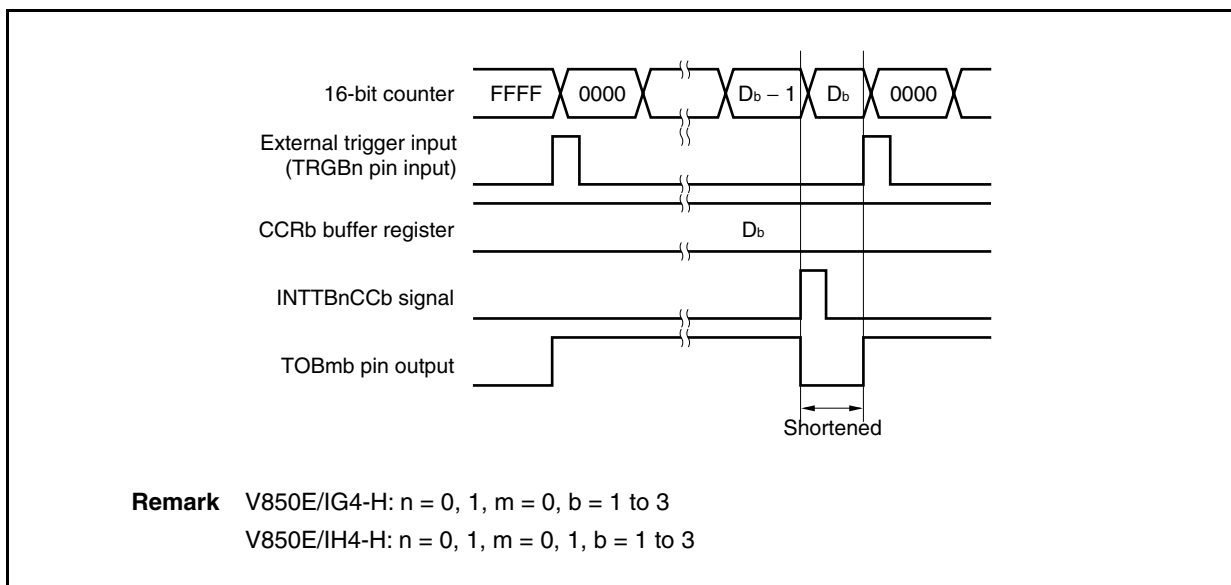 16-bit counter FFFF 0000 Db − 1 Db 0000
External trigger input
(TRGBn pin input)
CCRb buffer register Db
INTTBnCCb signal
TOBmb pin output
Shortened
Remark V850E/IG4-H: n = 0, 1, m = 0, b = 1 to 3
V850E/IH4-H: n = 0, 1, m = 0, 1, b = 1 to 3